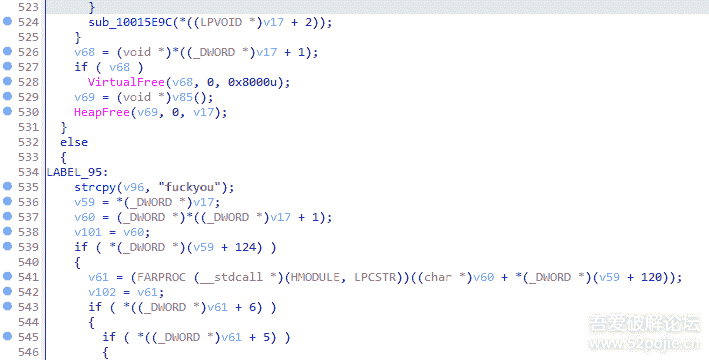 523 }
524 sub_10015E9C(*((LPVOID *)v17 + 2));
525 }
526 v68 = (void *)*((_DWORD *)v17 + 1);
527 if ( v68 )
528 VirtualFree(v68, 0, 0x8000u);
529 v69 = (void *)v85();
530 HeapFree(v69, 0, v17);
531 }
532 else
533 {
534 LABEL_95:
535 strcpy(v96, "fuckyou");
536 v59 = *(_DWORD *)v17;
537 v60 = (_DWORD *)*((_DWORD *)v17 + 1);
538 v101 = v60;
539 if ( *(_DWORD *)(v59 + 124) )
540 {
541 v61 = (FARPROC (__stdcall *)(HMODULE, LPCSTR))((char *)v60 + *(_DWORD *)(v59 + 120));
542 v102 = v61;
543 if ( *((_DWORD *)v61 + 6) )
544 {
545 if ( *((_DWORD *)v61 + 5) )
546 {
吾爱破解论坛
www.52pojie.cn